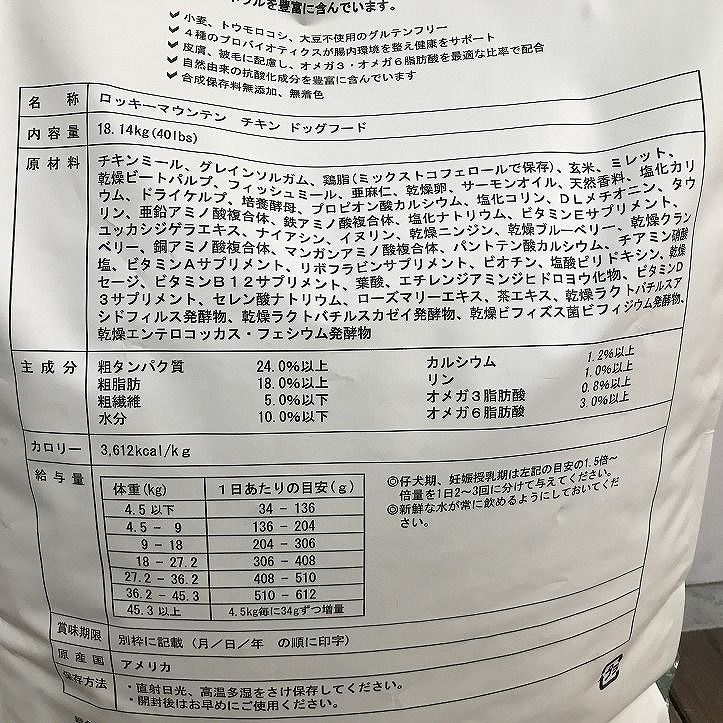 ラルを豊富に含んでいます。
✓ 小麦、トウモロコシ、大豆不使用のグルテンフリー
✓ 4種のプロバイオティクスが腸内環境を整え健康をサポート
✓ 皮膚、被毛に配慮し、オメガ3・オメガ6脂肪酸を最適な比率で配合
✓ 自然由来の抗酸化成分を豊富に含んでいます
✓ 合成保存料無添加、無着色
名 称 ロッキーマウンテン チキン ドッグフード
内容量 18.14kg(40lbs)
原材料 チキンミール、グレインソルガム、鶏脂(ミックストコフェロールで保存)、玄米、ミレット、
乾燥ビートパルプ、フィッシュミール、亜麻仁、乾燥卵、サーモンオイル、天然香料、塩化カリ
ウム、ドライケルプ、培養酵母、プロピオン酸カルシウム、塩化コリン、DLメチオニン、タウ
リン、亜鉛アミノ酸複合体、鉄アミノ酸複合体、塩化ナトリウム、ビタミンEサプリメント、
ユッカシジゲラエキス、ナイアシン、イヌリン、乾燥ニンジン、乾燥ブルーベリー、乾燥クラン
ベリー、銅アミノ酸複合体、マンガンアミノ酸複合体、パントテン酸カルシウム、チアミン硝酸
塩、ビタミンAサプリメント、リボフラビンサプリメント、ビオチン、塩酸ピリドキシン、乾燥
セージ、ビタミンB12サプリメント、葉酸、エチレンジアミンジヒドロヨウ化物、ビタミンD
3サプリメント、セレン酸ナトリウム、ローズマリーエキス、茶エキス、乾燥ラクトバチルスア
シドフィルス発酵物、乾燥ラクトバチルスカゼイ発酵物、乾燥ビフィズス菌ビフィジウム発酵物、
乾燥エンテロコッカス・フェシウム発酵物
主成分 粗タンパク質 24.0%以上 カルシウム 1.2%以上
粗脂肪 18.0%以上 リン 1.0%以上
粗繊維 5.0%以下 オメガ3脂肪酸 0.8%以上
水分 10.0%以下 オメガ6脂肪酸 3.0%以上
カロリー 3,612kcal/kg
給与量
体重(kg) 1日あたりの目安(g)
4.5以下 34 - 136
4.5 - 9 136 - 204
9 - 18 204 - 306
18 - 27.2 306 - 408
27.2 - 36.2 408 - 510
36.2 - 45.3 510 - 612
45.3以上 4.5kg毎に34gずつ増量
◎仔犬期、妊娠授乳期は左記の目安の1.5倍～
倍量を1日2～3回に分けて与えてください。
◎新鮮な水が常に飲めるようにしておいてくだ
さい。
賞味期限 別枠に記載（月／日／年 の順に印字）
原産国 アメリカ
保存方法 ・直射日光、高温多湿をさけ保存してください。
・開封後はお早めにご使用ください。